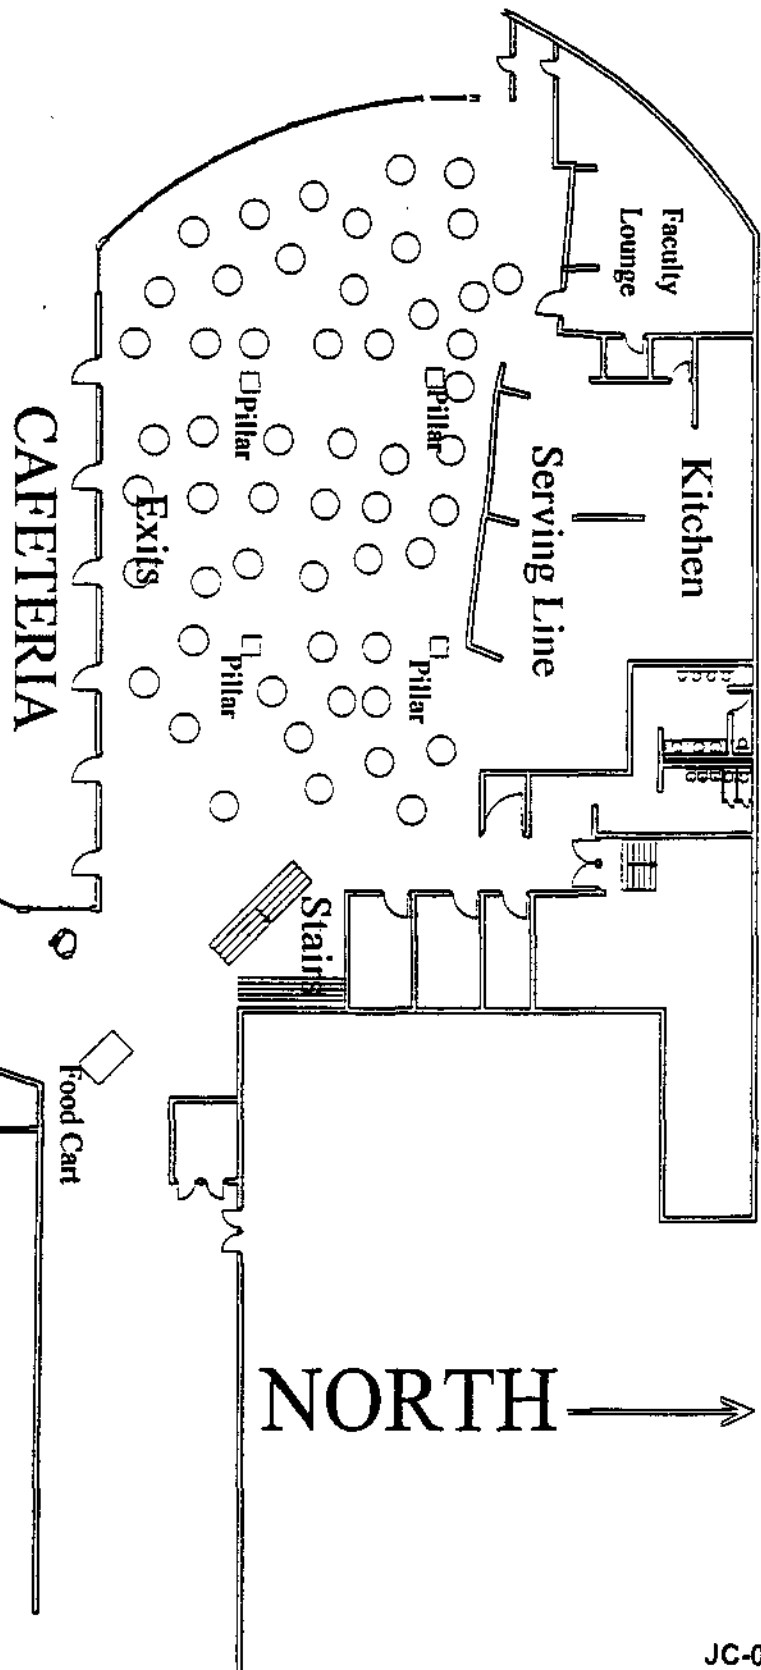 Faculty
Lounge
Kitchen
Serving Line
Pillar
Pillar
Exits
CAFETERIA
Pillar
Pillar
Stairs
Food Cart
NORTH
JC-0